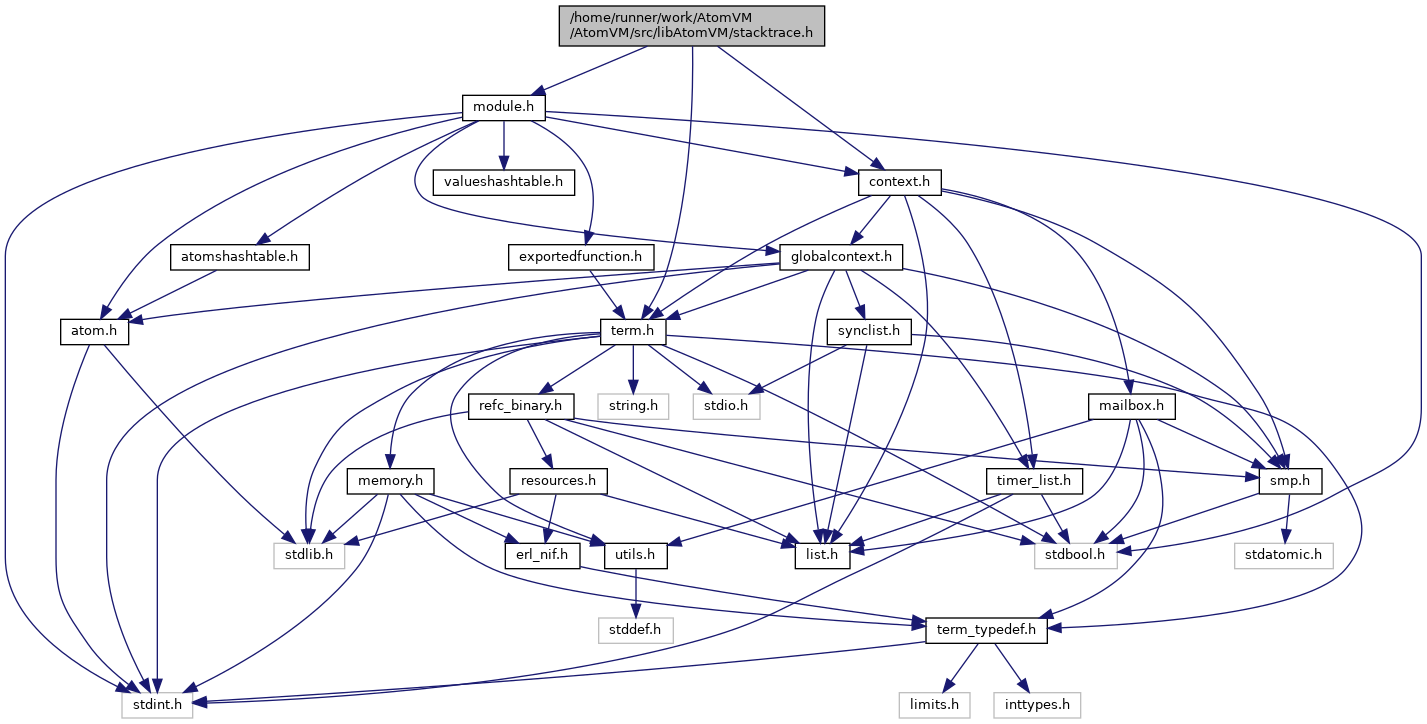 /home/runner/work/AtomVM
/AtomVM/src/libAtomVM/stacktrace.h
module.h
valueshashtable.h
context.h
atomshashtable.h
exportedfunction.h
globalcontext.h
atom.h
term.h
synclist.h
refc_binary.h
string.h
stdio.h
mailbox.h
memory.h
resources.h
timer_list.h
smp.h
stdlib.h
erl_nif.h
utils.h
list.h
stdbool.h
stdatomic.h
stddef.h
term_typedef.h
stdint.h
limits.h
inttypes.h